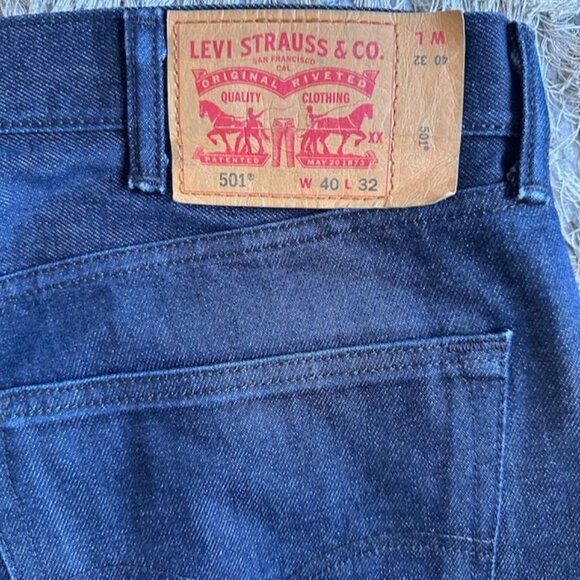 LEVI STRAUSS & CO.
SAN FRANCISCO
CAL.
ORIGINAL RIVETED
QUALITY CLOTHING
XX
PATENTED MAY 20 1873
501® W 40 L 32
W L
40 32
501®